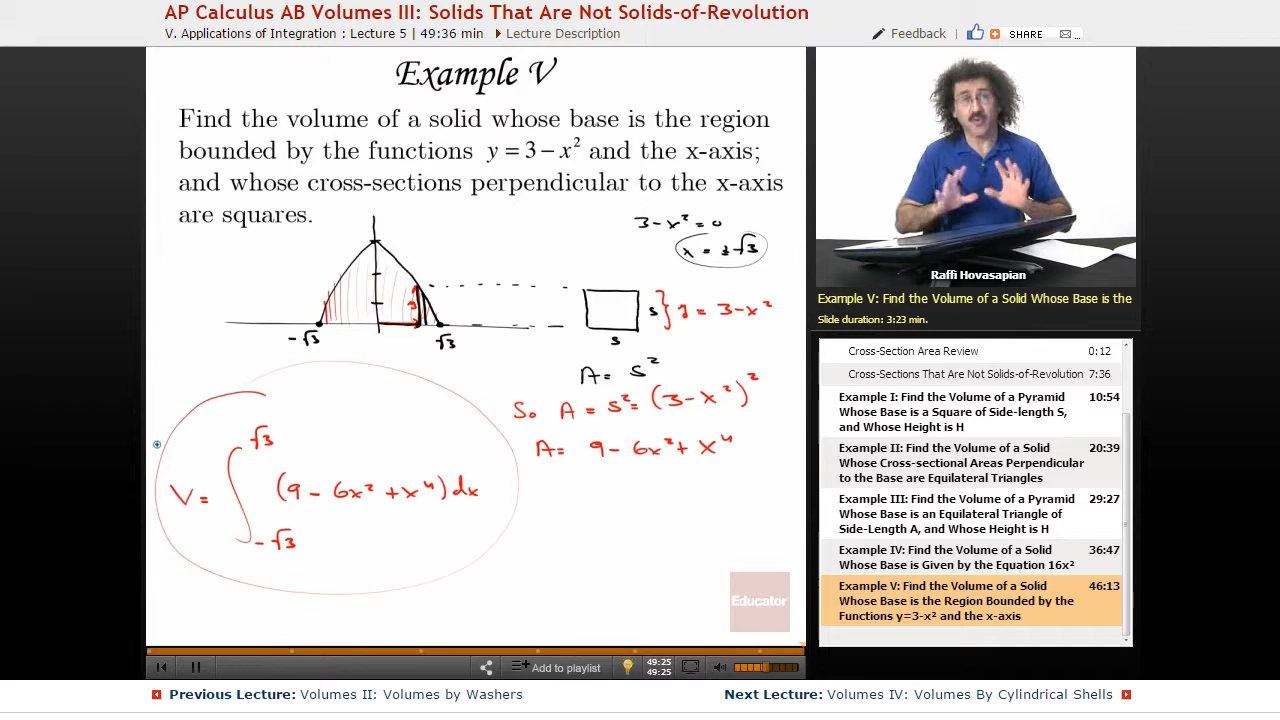 AP Calculus AB Volumes III: Solids That Are Not Solids-of-Revolution
V. Applications of Integration : Lecture 5 | 49:36 min Lecture Description
Feedback | SHARE
Example V
Find the volume of a solid whose base is the region
bounded by the functions y = 3 − x² and the x-axis;
and whose cross-sections perpendicular to the x-axis
are squares.
3 - x² = 0
x = ±√3
s } y = 3 - x²
s
-√3 √3
A = s²
So A = s² = (3 - x²)²
A = 9 - 6x² + x⁴
√3
V = ∫ (9 - 6x² + x⁴) dx
-√3
Educator
Add to playlist
49:25
49:25
Raffi Hovasapian
Example V: Find the Volume of a Solid Whose Base is the
Slide duration: 3:23 min.
Cross-Section Area Review 0:12
Cross-Sections That Are Not Solids-of-Revolution 7:36
Example I: Find the Volume of a Pyramid 10:54
Whose Base is a Square of Side-length S,
and Whose Height is H
Example II: Find the Volume of a Solid 20:39
Whose Cross-sectional Areas Perpendicular
to the Base are Equilateral Triangles
Example III: Find the Volume of a Pyramid 29:27
Whose Base is an Equilateral Triangle of
Side-Length A, and Whose Height is H
Example IV: Find the Volume of a Solid 36:47
Whose Base is Given by the Equation 16x²
Example V: Find the Volume of a Solid 46:13
Whose Base is the Region Bounded by the
Functions y=3-x² and the x-axis
Previous Lecture: Volumes II: Volumes by Washers
Next Lecture: Volumes IV: Volumes By Cylindrical Shells